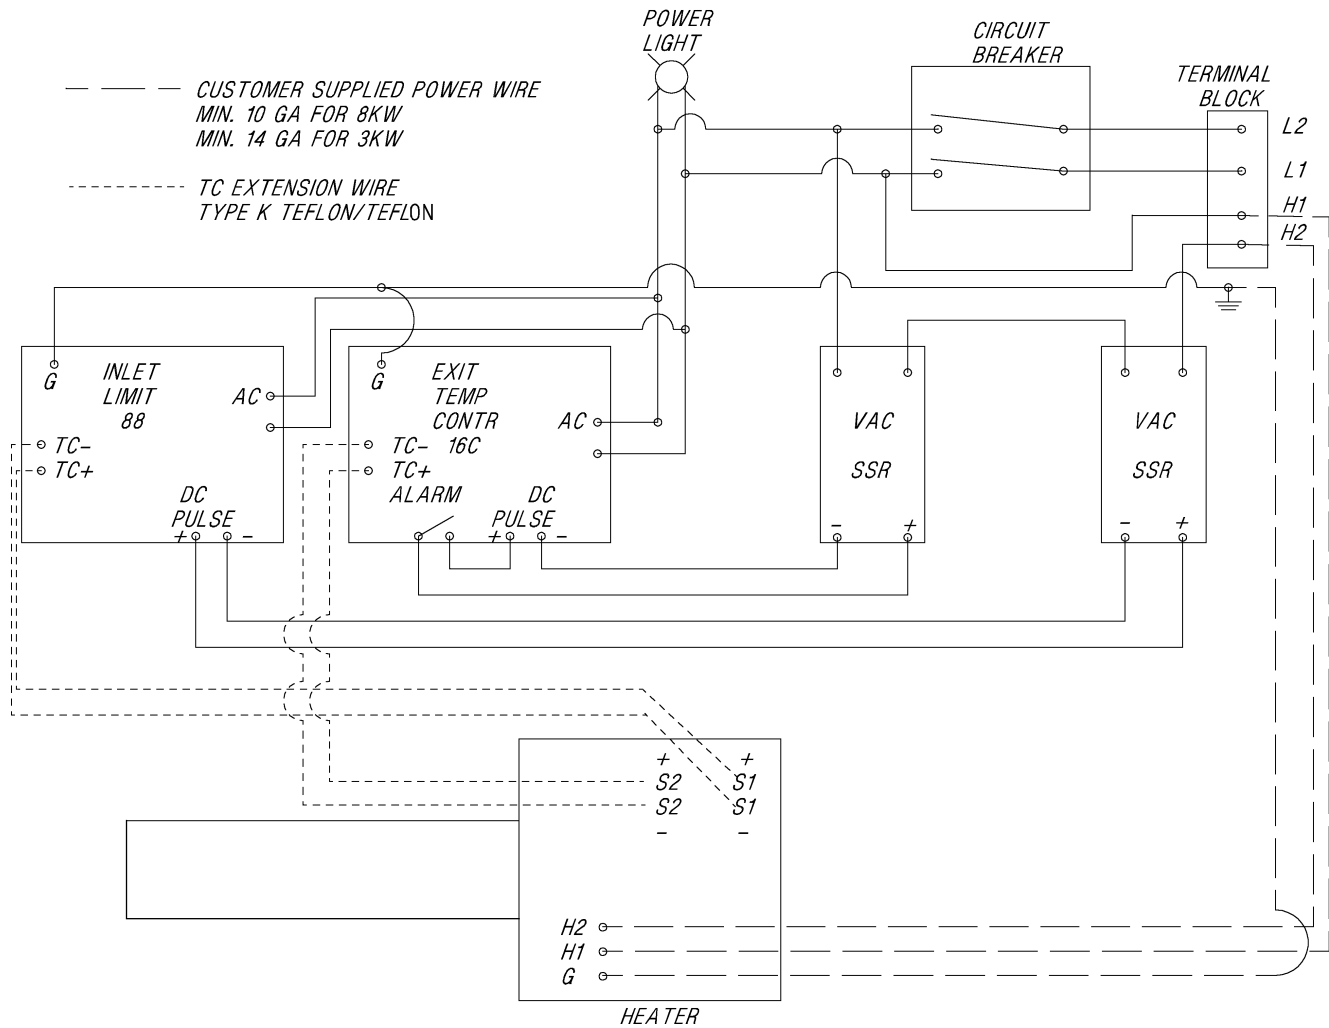 POWER
LIGHT
CIRCUIT
BREAKER
TERMINAL
BLOCK
CUSTOMER SUPPLIED POWER WIRE
MIN. 10 GA FOR 8KW
MIN. 14 GA FOR 3KW
TC EXTENSION WIRE
TYPE K TEFLON/TEFLON
L2
L1
H1
H2
G
INLET
LIMIT
88
AC
TC-
TC+
DC
PULSE
+ -
G
EXIT
TEMP
CONTR
16C
AC
TC-
TC+
ALARM
DC
PULSE
+ -
VAC
SSR
- +
VAC
SSR
- +
+ +
S2 S1
S2 S1
- -
H2
H1
G
HEATER